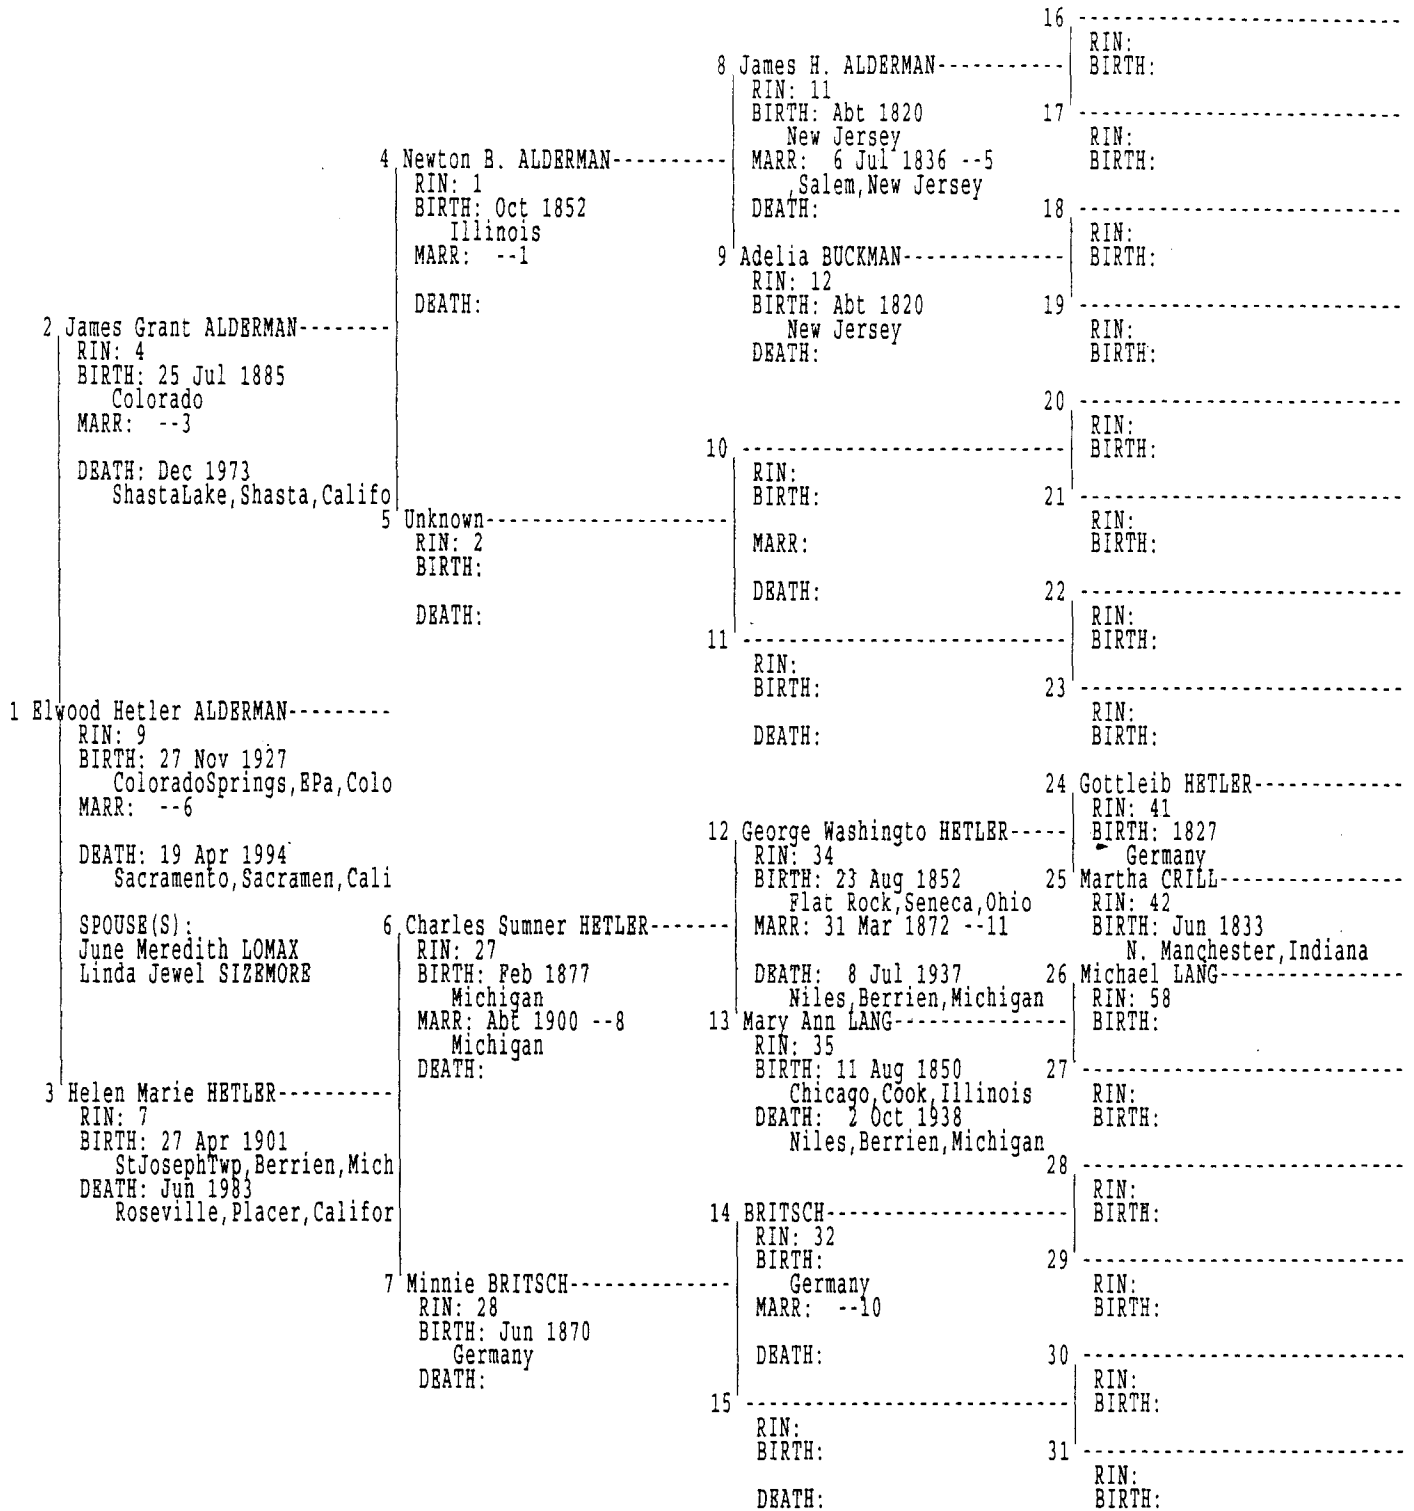 16 ----------------------------
RIN:
BIRTH:
8 James H. ALDERMAN-----------
RIN: 11
BIRTH: Abt 1820
New Jersey
MARR:  6 Jul 1836 --5
,Salem,New Jersey
DEATH:
17 ----------------------------
RIN:
BIRTH:
4 Newton B. ALDERMAN----------
RIN: 1
BIRTH: Oct 1852
Illinois
MARR:  --1
DEATH:
18 ----------------------------
RIN:
BIRTH:
9 Adelia BUCKMAN--------------
RIN: 12
BIRTH: Abt 1820
New Jersey
DEATH:
19 ----------------------------
RIN:
BIRTH:
2 James Grant ALDERMAN--------
RIN: 4
BIRTH: 25 Jul 1885
Colorado
MARR:  --3
DEATH: Dec 1973
ShastaLake,Shasta,Califo
20 ----------------------------
RIN:
BIRTH:
10 ----------------------------
RIN:
BIRTH:
MARR:
DEATH:
21 ----------------------------
RIN:
BIRTH:
5 Unknown---------------------
RIN: 2
BIRTH:
DEATH:
22 ----------------------------
RIN:
BIRTH:
11 ----------------------------
RIN:
BIRTH:
DEATH:
23 ----------------------------
RIN:
BIRTH:
1 Elwood Hetler ALDERMAN---------
RIN: 9
BIRTH: 27 Nov 1927
ColoradoSprings,EPa,Colo
MARR:  --6
DEATH: 19 Apr 1994
Sacramento,Sacramen,Cali
SPOUSE(S):
June Meredith LOMAX
Linda Jewel SIZEMORE
24 Gottleib HETLER-------------
RIN: 41
BIRTH: 1827
Germany
12 George Washingto HETLER-----
RIN: 34
BIRTH: 23 Aug 1852
Flat Rock,Seneca,Ohio
MARR: 31 Mar 1872 --11
DEATH:  8 Jul 1937
Niles,Berrien,Michigan
25 Martha CRILL----------------
RIN: 42
BIRTH: Jun 1833
N. Manchester,Indiana
6 Charles Sumner HETLER-------
RIN: 27
BIRTH: Feb 1877
Michigan
MARR: Abt 1900 --8
Michigan
DEATH:
26 Michael LANG----------------
RIN: 58
BIRTH:
13 Mary Ann LANG---------------
RIN: 35
BIRTH: 11 Aug 1850
Chicago,Cook,Illinois
DEATH:  2 Oct 1938
Niles,Berrien,Michigan
27 ----------------------------
RIN:
BIRTH:
3 Helen Marie HETLER----------
RIN: 7
BIRTH: 27 Apr 1901
StJosephTwp,Berrien,Mich
DEATH: Jun 1983
Roseville,Placer,Califor
28 ----------------------------
RIN:
BIRTH:
14 BRITSCH---------------------
RIN: 32
BIRTH:
Germany
MARR:  --10
DEATH:
29 ----------------------------
RIN:
BIRTH:
7 Minnie BRITSCH--------------
RIN: 28
BIRTH: Jun 1870
Germany
DEATH:
30 ----------------------------
RIN:
BIRTH:
15 ----------------------------
RIN:
BIRTH:
DEATH:
31 ----------------------------
RIN:
BIRTH: